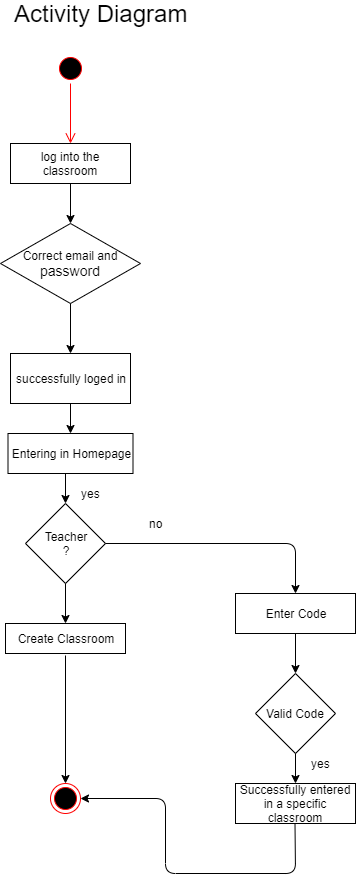 Activity Diagram
log into the
classroom
Correct email and
password
successfully loged in
Entering in Homepage
yes
Teacher
?
no
Create Classroom
Enter Code
Valid Code
yes
Successfully entered
in a specific
classroom